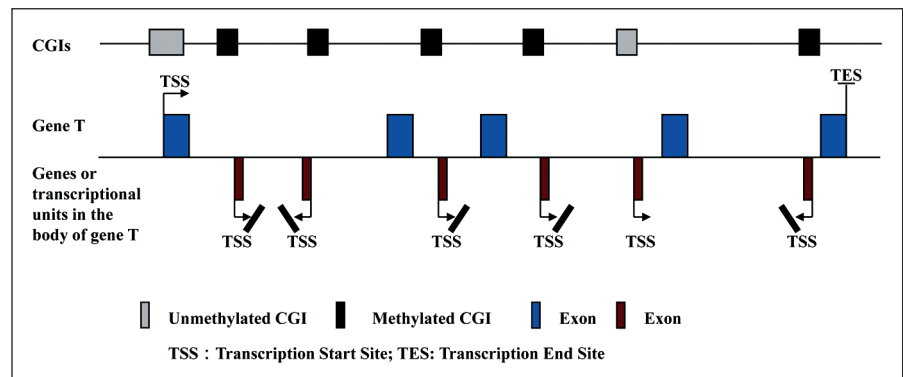 CGIs
TSS
TES
Gene T
Genes or
transcriptional
units in the
body of gene T
TSS TSS TSS TSS TSS TSS
Unmethylated CGI Methylated CGI Exon Exon
TSS : Transcription Start Site; TES: Transcription End Site